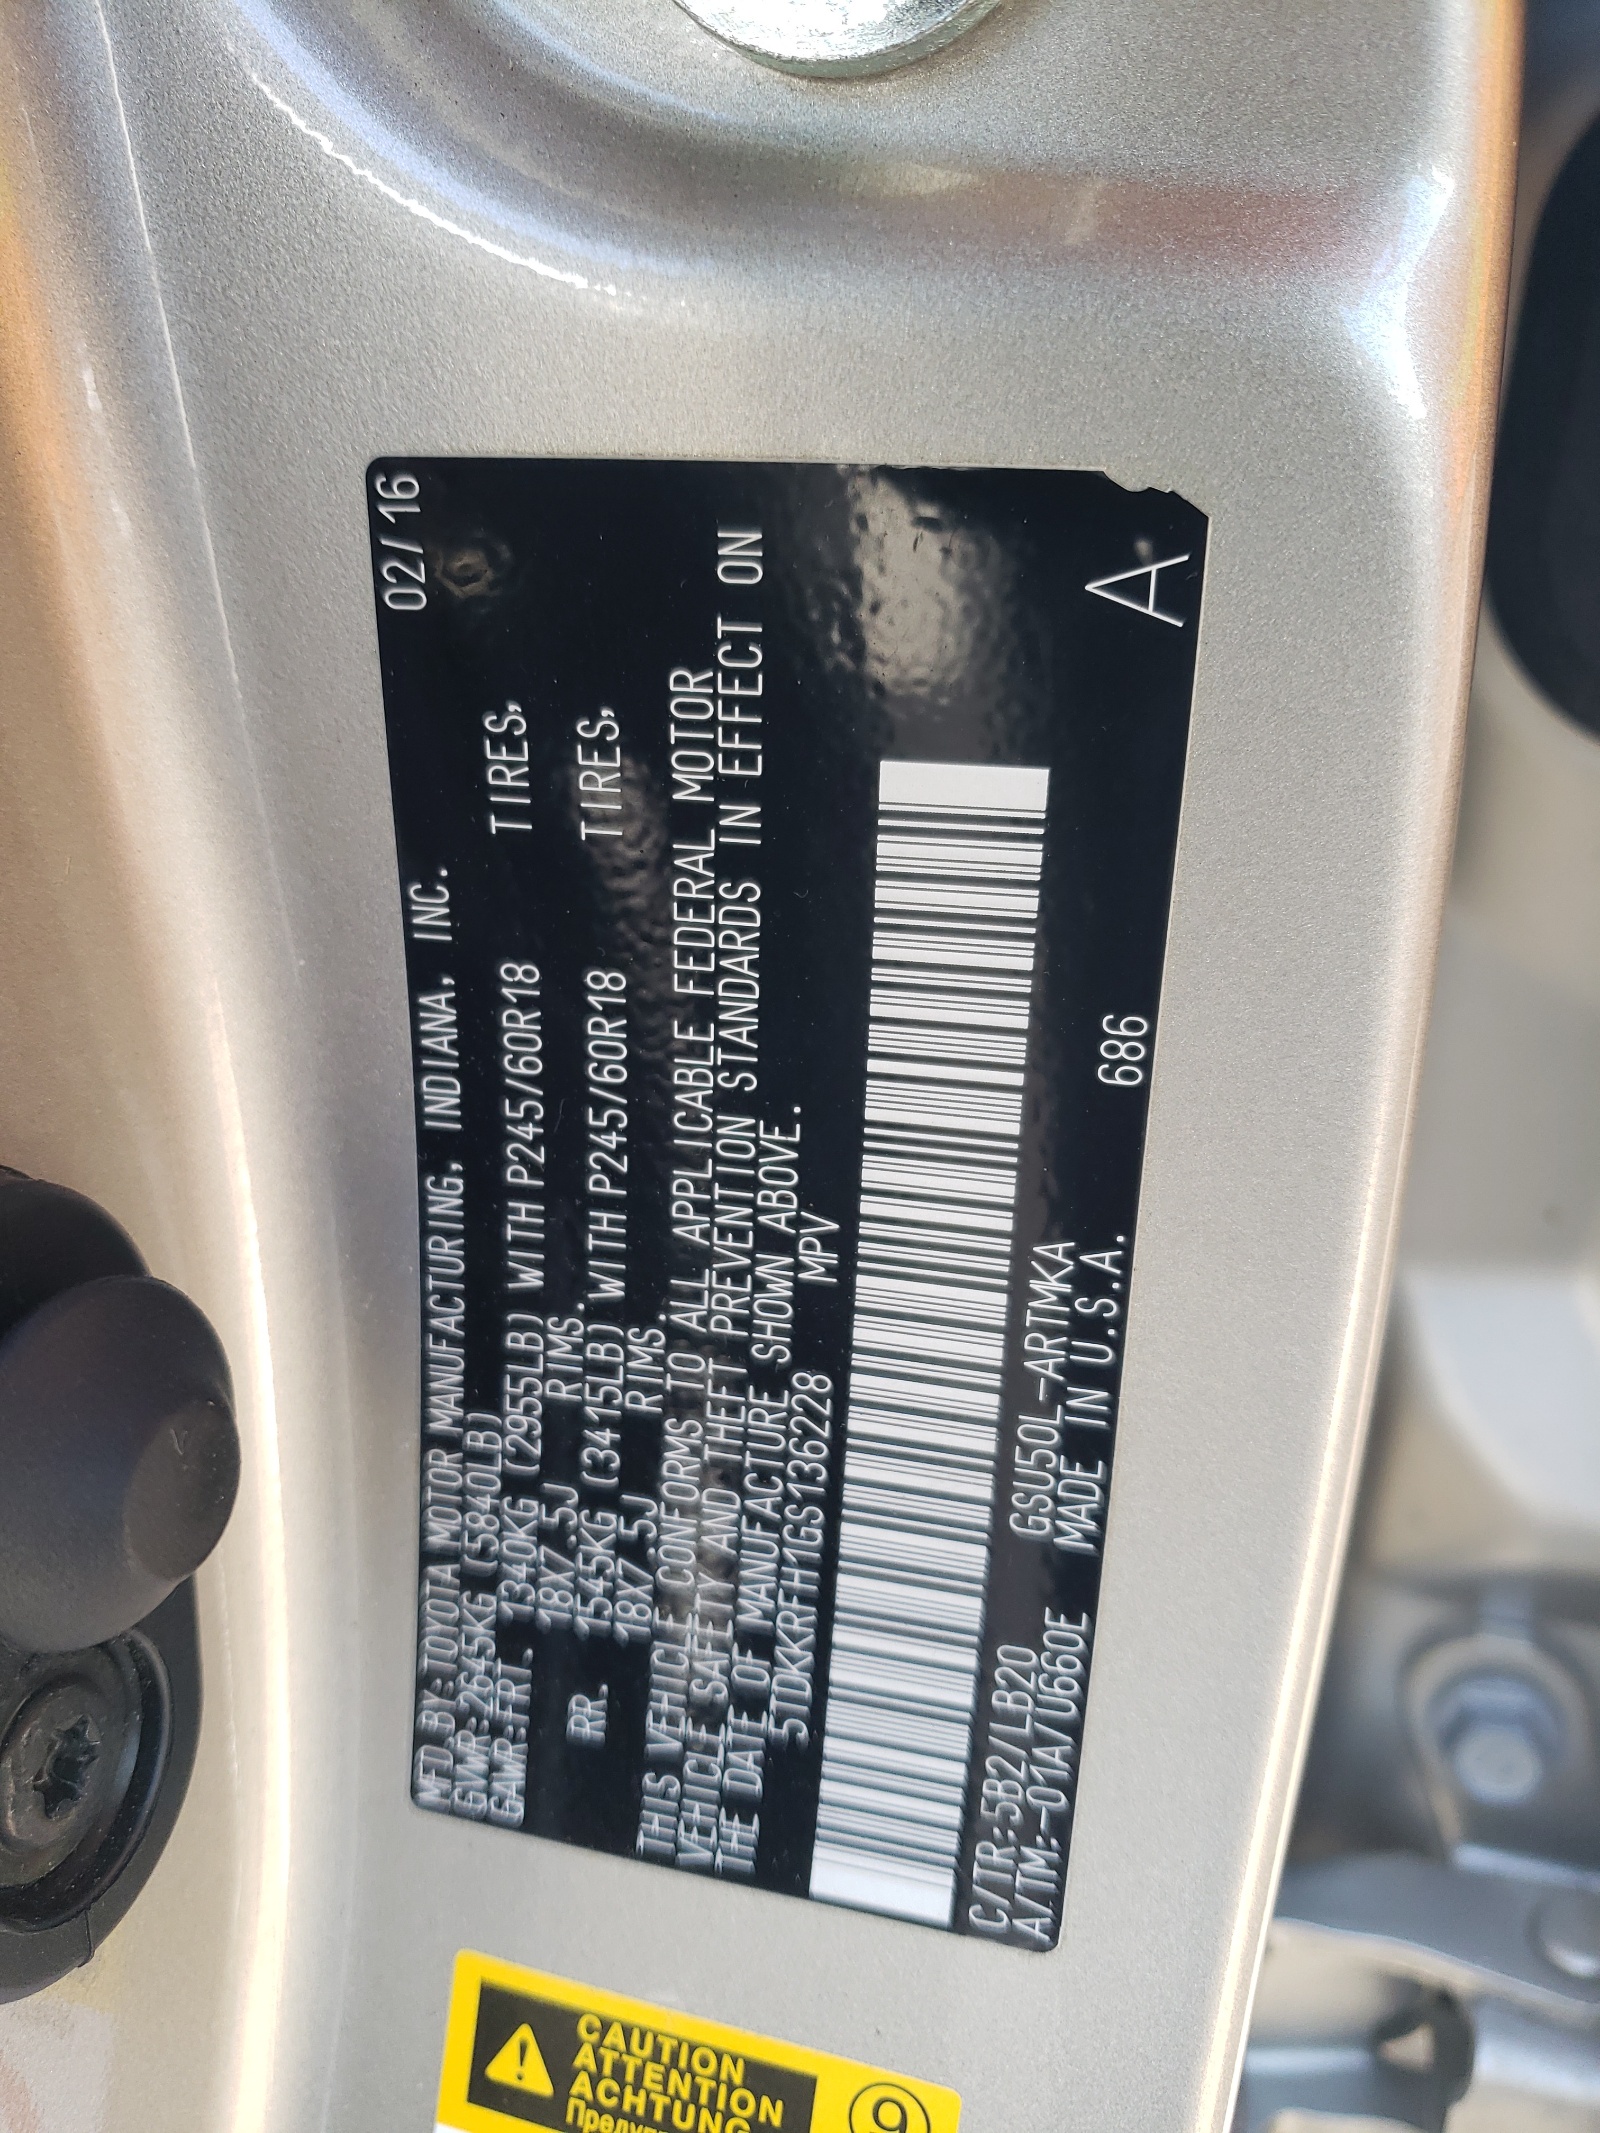 MFD. BY: TOYOTA MOTOR MANUFACTURING, INDIANA, INC. 02/16
GVWR: 2645KG (5840LB)
GAWR: FRT. 1340KG (2955LB) WITH P245/60R18 TIRES,
18X7.5J RIMS.
RR. 1545KG (3415LB) WITH P245/60R18 TIRES,
18X7.5J RIMS.
THIS VEHICLE CONFORMS TO ALL APPLICABLE FEDERAL MOTOR
VEHICLE SAFETY AND THEFT PREVENTION STANDARDS IN EFFECT ON
THE DATE OF MANUFACTURE SHOWN ABOVE.
5TDKRFH1GS136228 MPV
C/TR:5B2/LB20 GSU50L-ARTMKA
A/TM:-01A/U660E MADE IN U.S.A. 686 A
CAUTION
ATTENTION
ACHTUNG
9